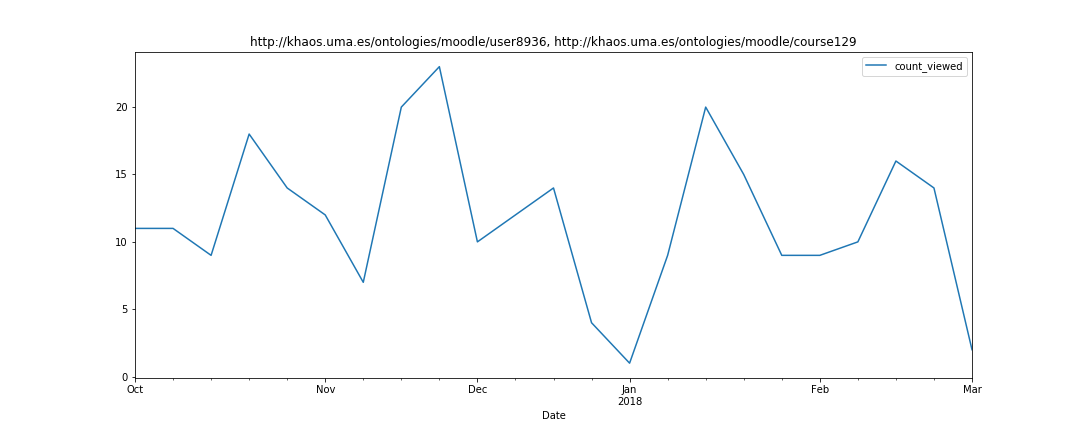 http://khaos.uma.es/ontologies/moodle/user8936, http://khaos.uma.es/ontologies/moodle/course129
count_viewed
20
15
10
5
0
Oct Nov Dec Jan Feb Mar
2018
Date